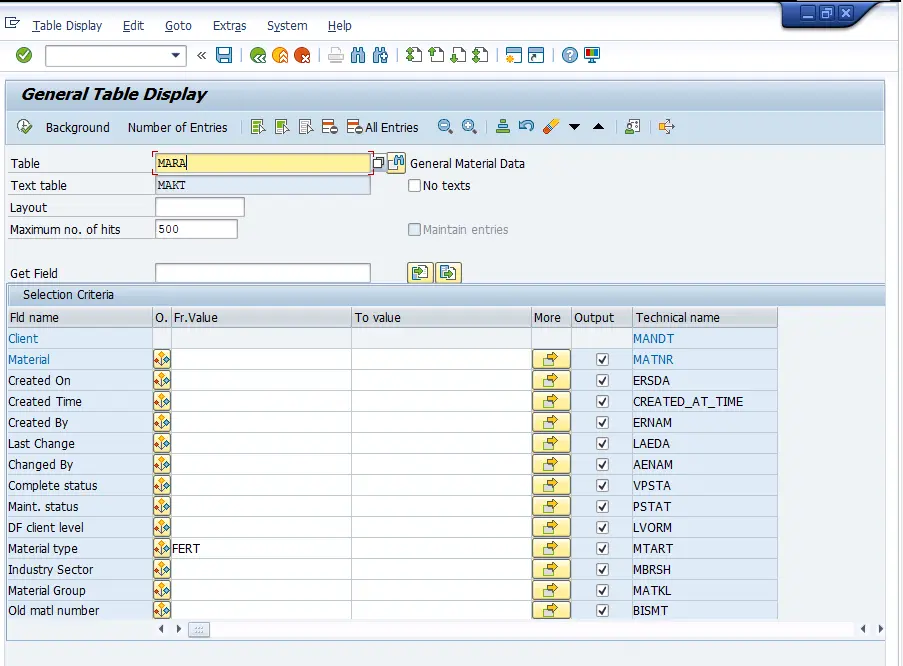 Table Display Edit Goto Extras System Help
General Table Display
Background Number of Entries All Entries
Table MARA General Material Data
Text table MAKT No texts
Layout
Maximum no. of hits 500 Maintain entries
Get Field
Selection Criteria
Fld name O. Fr.Value To value More Output Technical name
Client MANDT
Material MATNR
Created On ERSDA
Created Time CREATED_AT_TIME
Created By ERNAM
Last Change LAEDA
Changed By AENAM
Complete status VPSTA
Maint. status PSTAT
DF client level LVORM
Material type FERT MTART
Industry Sector MBRSH
Material Group MATKL
Old matl number BISMT